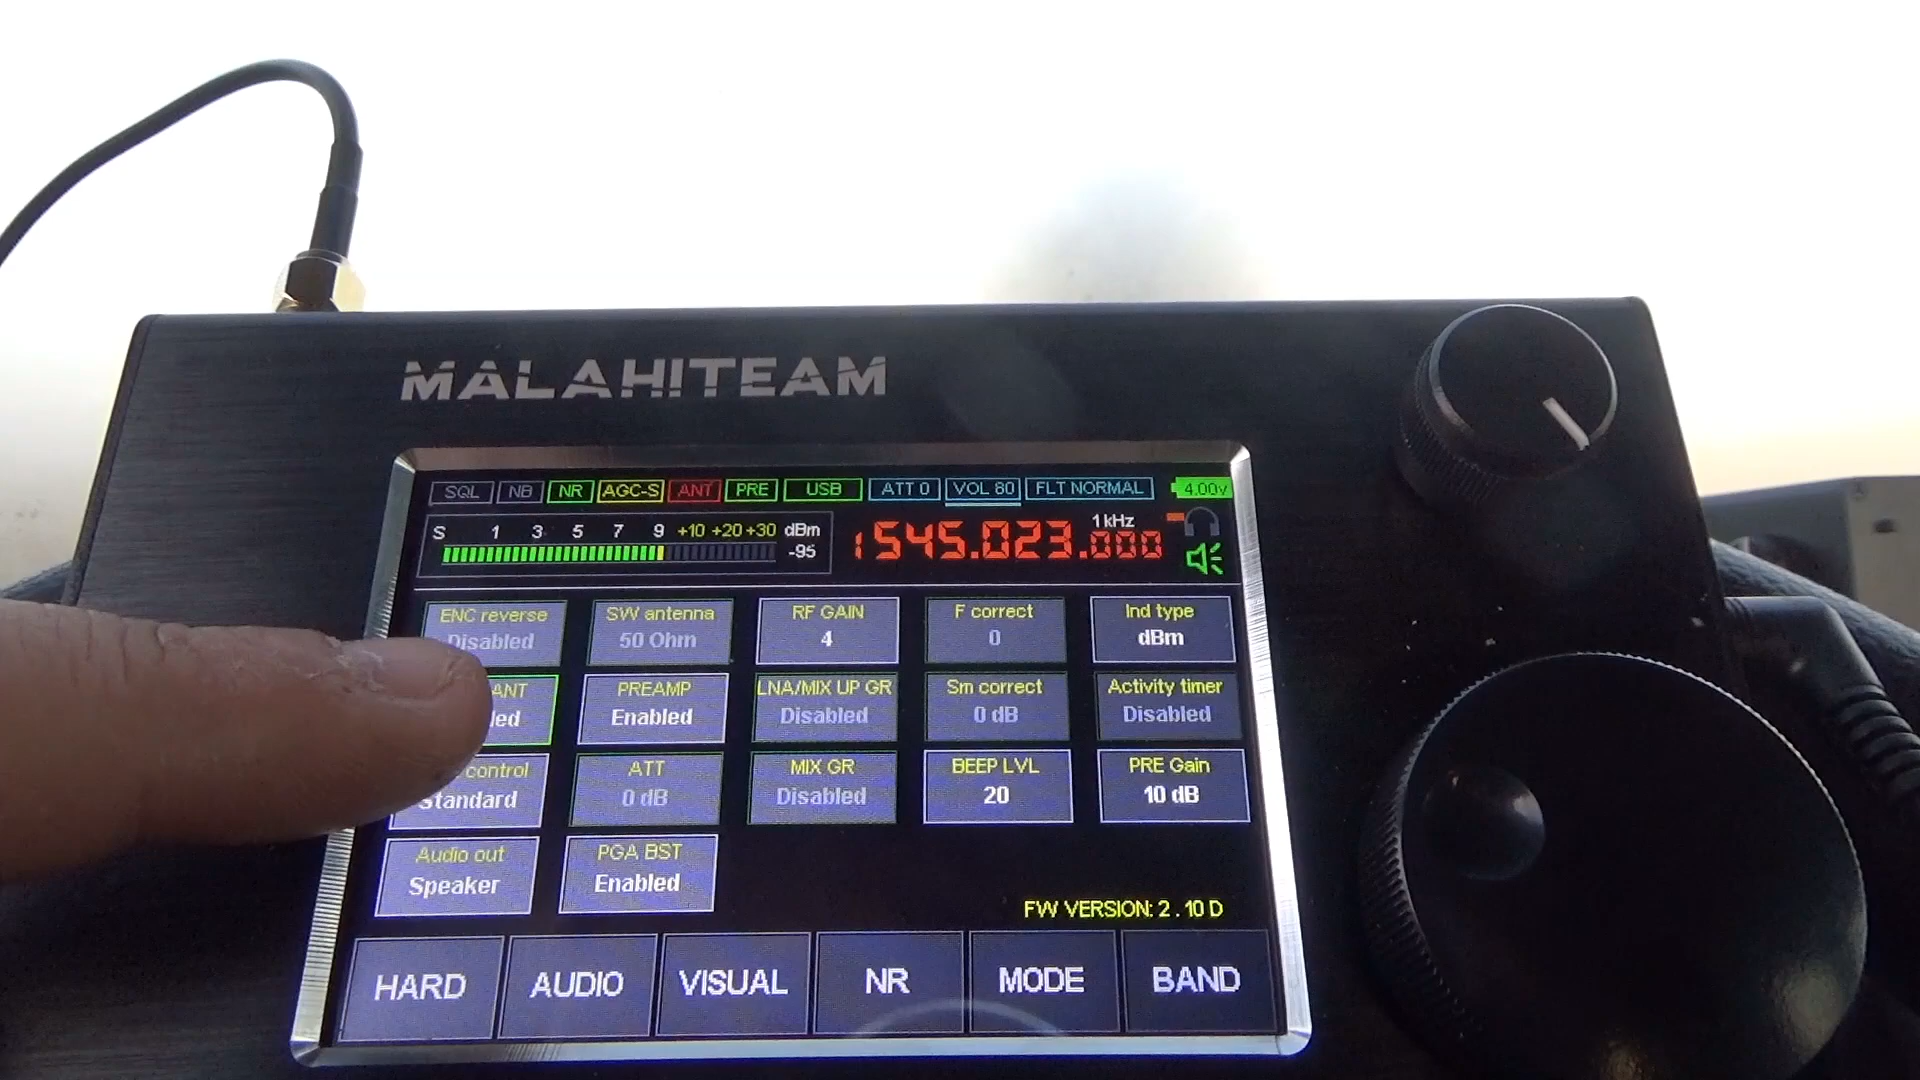 MALAHITEAM
SQL NB NR AGC-S ANT PRE USB ATT 0 VOL 80 FLT NORMAL 4.00v
S 1 3 5 7 9 +10 +20 +30 dBm
-95
1545.023.000
1 kHz
ENC reverse SW antenna RF GAIN F correct Ind type
Disabled 50 Ohm 4 0 dBm
ANT PREAMP LNA/MIX UP GR Sm correct Activity timer
Enabled Disabled 0 dB Disabled
control ATT MIX GR BEEP LVL PRE Gain
Standard 0 dB Disabled 20 10 dB
Audio out PGA BST
Speaker Enabled
FW VERSION: 2.10 D
HARD AUDIO VISUAL NR MODE BAND